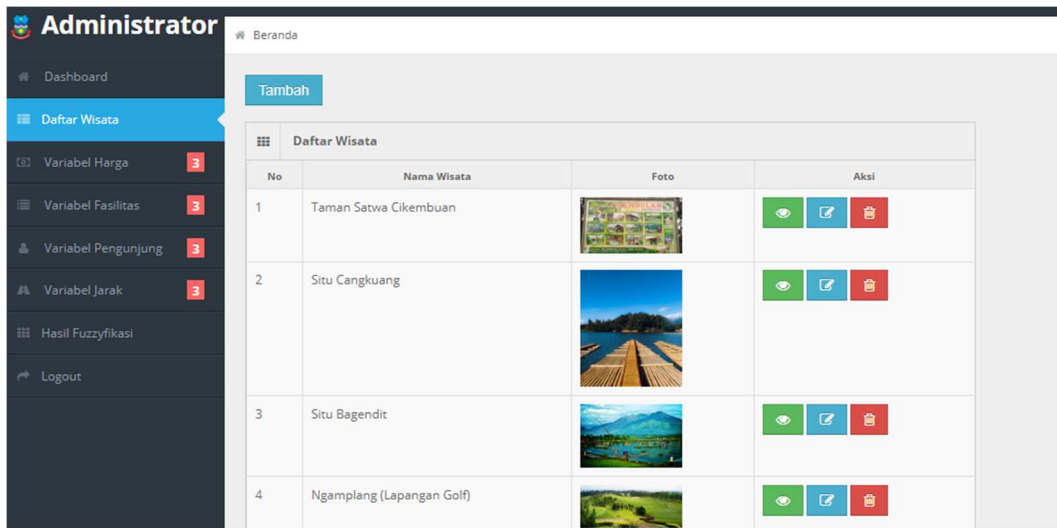 Administrator
Beranda
Dashboard
Daftar Wisata
Variabel Harga 3
Variabel Fasilitas 3
Variabel Pengunjung 3
Variabel Jarak 3
Hasil Fuzzyfikasi
Logout
Tambah
Daftar Wisata
No Nama Wisata Foto Aksi
1 Taman Satwa Cikembuan
2 Situ Cangkuang
3 Situ Bagendit
4 Ngamplang (Lapangan Golf)